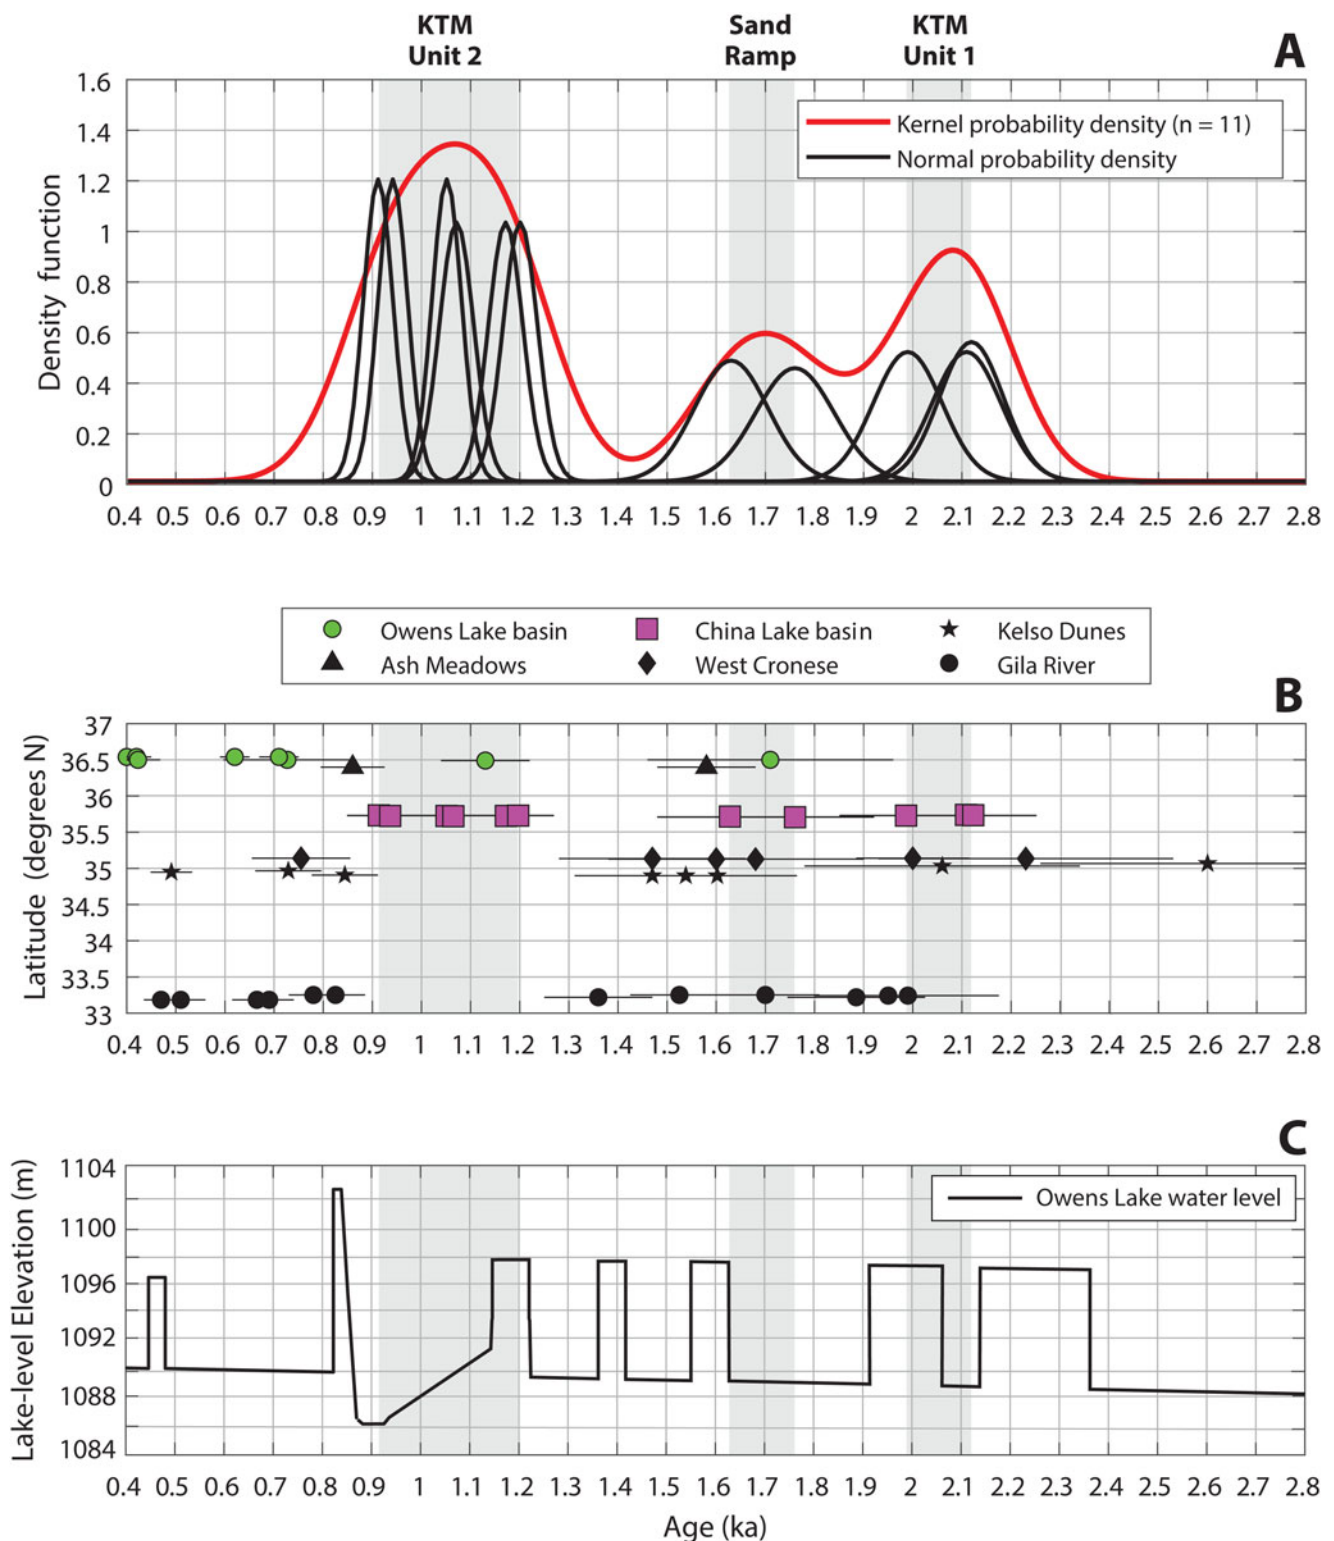 KTM
Unit 2
Sand
Ramp
KTM
Unit 1
A
1.6
1.4
1.2
1
0.8
0.6
0.4
0.2
0
Density function
Kernel probability density (n = 11)
Normal probability density
0.4 0.5 0.6 0.7 0.8 0.9 1 1.1 1.2 1.3 1.4 1.5 1.6 1.7 1.8 1.9 2 2.1 2.2 2.3 2.4 2.5 2.6 2.7 2.8
Owens Lake basin China Lake basin Kelso Dunes
Ash Meadows West Cronese Gila River
B
37
36.5
36
35.5
35
34.5
34
33.5
33
Latitude (degrees N)
0.4 0.5 0.6 0.7 0.8 0.9 1 1.1 1.2 1.3 1.4 1.5 1.6 1.7 1.8 1.9 2 2.1 2.2 2.3 2.4 2.5 2.6 2.7 2.8
C
1104
1100
1096
1092
1088
1084
Lake-level Elevation (m)
Owens Lake water level
0.4 0.5 0.6 0.7 0.8 0.9 1 1.1 1.2 1.3 1.4 1.5 1.6 1.7 1.8 1.9 2 2.1 2.2 2.3 2.4 2.5 2.6 2.7 2.8
Age (ka)